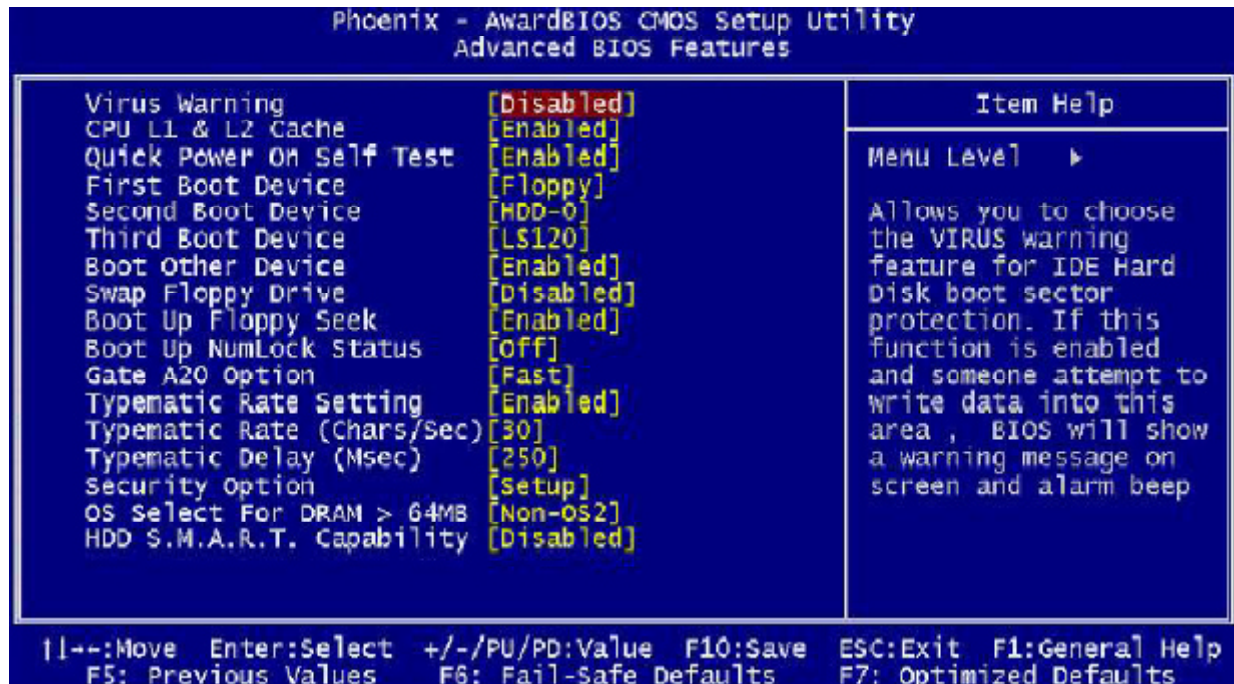 Phoenix - AwardBIOS CMOS Setup Utility
Advanced BIOS Features
Virus Warning [Disabled]
CPU L1 & L2 Cache [Enabled]
Quick Power On Self Test [Enabled]
First Boot Device [Floppy]
Second Boot Device [HDD-0]
Third Boot Device [LS120]
Boot Other Device [Enabled]
Swap Floppy Drive [Disabled]
Boot Up Floppy Seek [Enabled]
Boot Up NumLock Status [Off]
Gate A20 Option [Fast]
Typematic Rate Setting [Enabled]
Typematic Rate (Chars/Sec)[30]
Typematic Delay (Msec) [250]
Security Option [Setup]
OS Select For DRAM > 64MB [Non-OS2]
HDD S.M.A.R.T. Capability [Disabled]
Item Help
Menu Level ▶
Allows you to choose
the VIRUS warning
feature for IDE Hard
Disk boot sector
protection. If this
function is enabled
and someone attempt to
write data into this
area , BIOS will show
a warning message on
screen and alarm beep
↑↓→←:Move Enter:Select +/-/PU/PD:Value F10:Save ESC:Exit F1:General Help
F5: Previous Values F6: Fail-Safe Defaults F7: Optimized Defaults